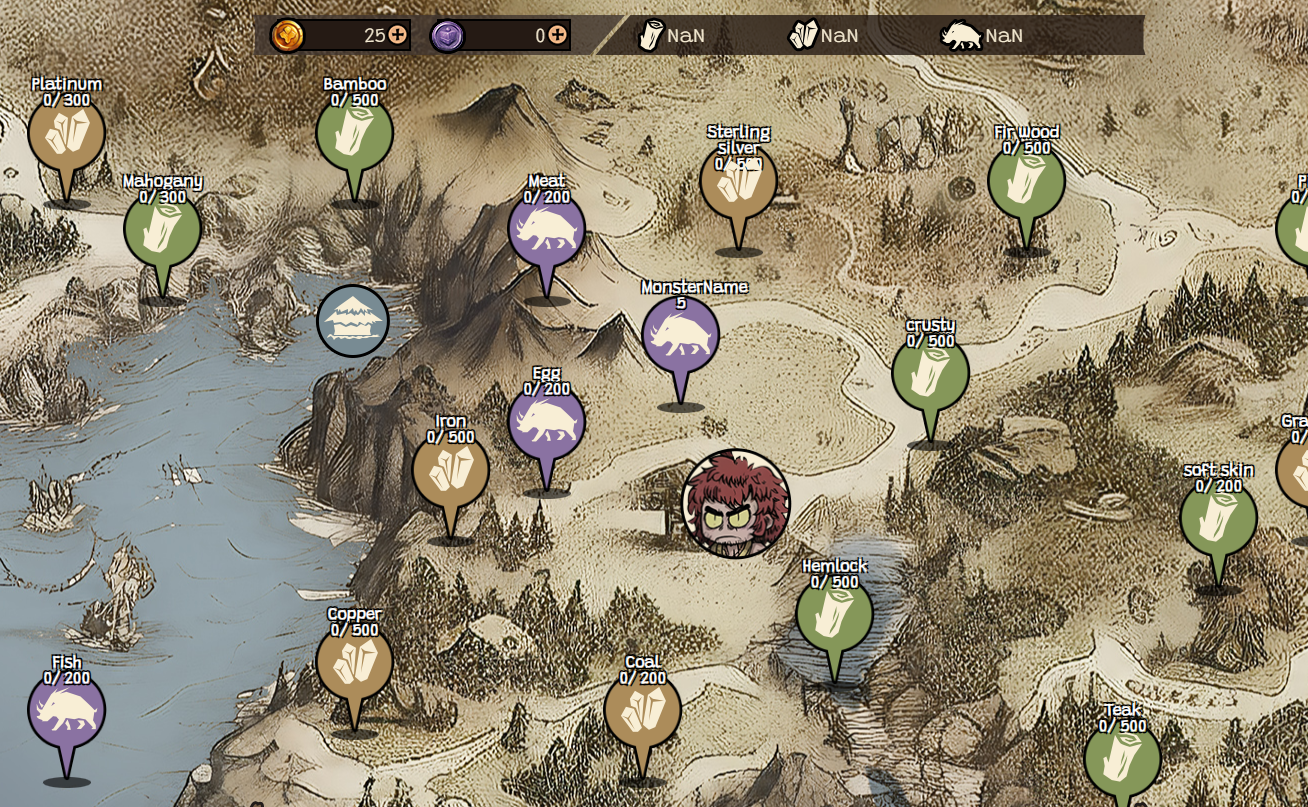 25
0
NaN
NaN
NaN
Platinum
0/300
Bamboo
0/500
Mahogany
0/300
Meat
0/200
Sterling
silver
0/500
Fir wood
0/500
MonsterName
5
crusty
0/500
Egg
0/200
Iron
0/500
soft skin
0/200
Hemlock
0/500
Copper
0/500
Fish
0/200
Coal
0/200
Teak
0/500